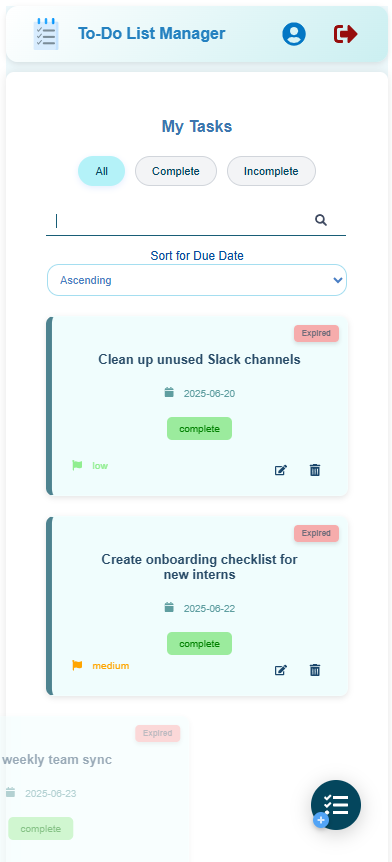 To-Do List Manager
My Tasks
All
Complete
Incomplete
Sort for Due Date
Ascending
Expired
Clean up unused Slack channels
2025-06-20
complete
low
Expired
Create onboarding checklist for
new interns
2025-06-22
complete
medium
Expired
weekly team sync
2025-06-23
complete